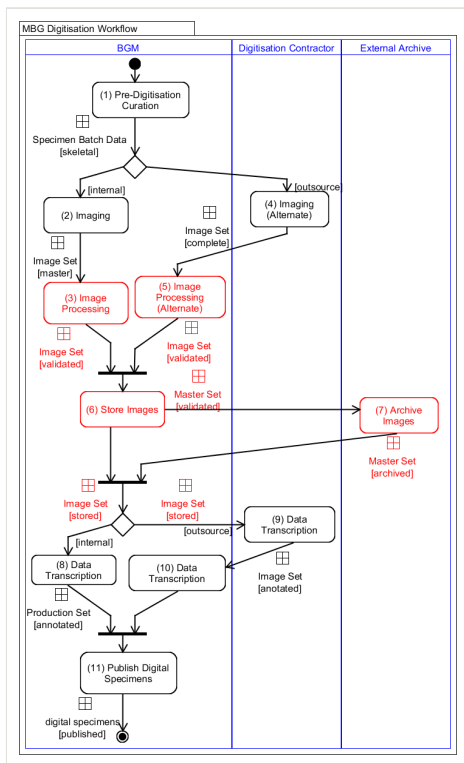 MBG Digitisation Workflow
BGM
Digitisation Contractor
External Archive
(1) Pre-Digitisation
Curation
Specimen Batch Data
[skeletal]
[internal]
[outsource]
(2) Imaging
(4) Imaging
(Alternate)
Image Set
[master]
Image Set
[complete]
(3) Image
Processing
(5) Image
Processing
(Alternate)
Image Set
[validated]
Image Set
[validated]
Master Set
[validated]
(6) Store Images
(7) Archive
Images
Master Set
[archived]
Image Set
[stored]
Image Set
[stored]
[outsource]
[internal]
(9) Data
Transcription
(8) Data
Transcription
(10) Data
Transcription
Image Set
[anotated]
Production Set
[annotated]
(11) Publish Digital
Specimens
digital specimens
[published]